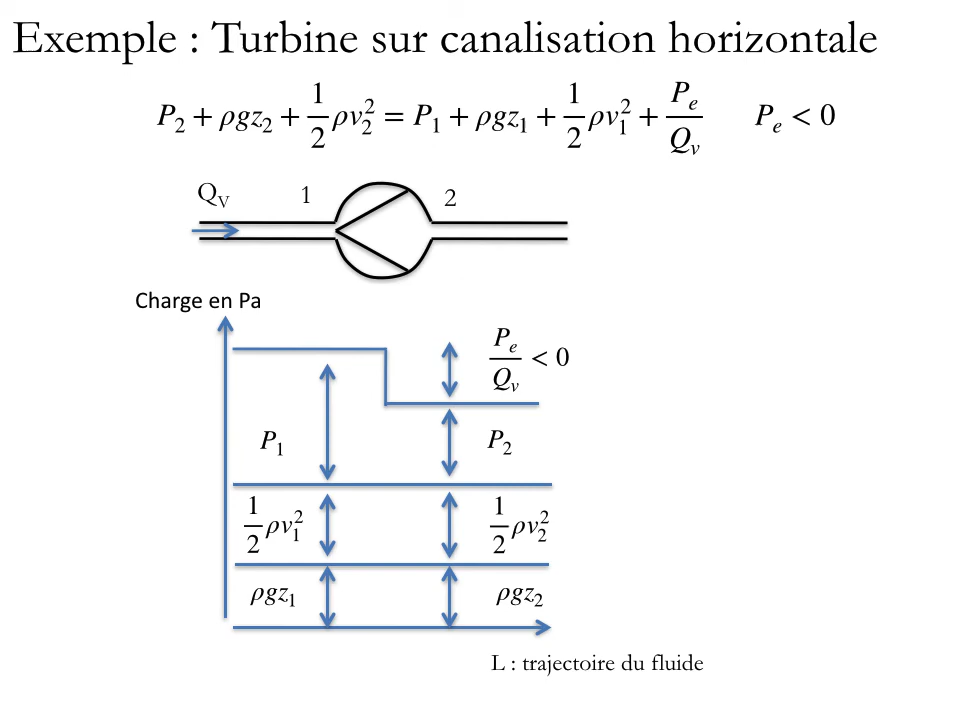 Exemple : Turbine sur canalisation horizontale
P₂ + ρgz₂ + 1/2 ρv₂² = P₁ + ρgz₁ + 1/2 ρv₁² + Pₑ/Qᵥ    Pₑ < 0
Q_V 1 2
Charge en Pa
Pₑ/Qᵥ < 0
P₁ P₂
1/2 ρv₁² 1/2 ρv₂²
ρgz₁ ρgz₂
L : trajectoire du fluide